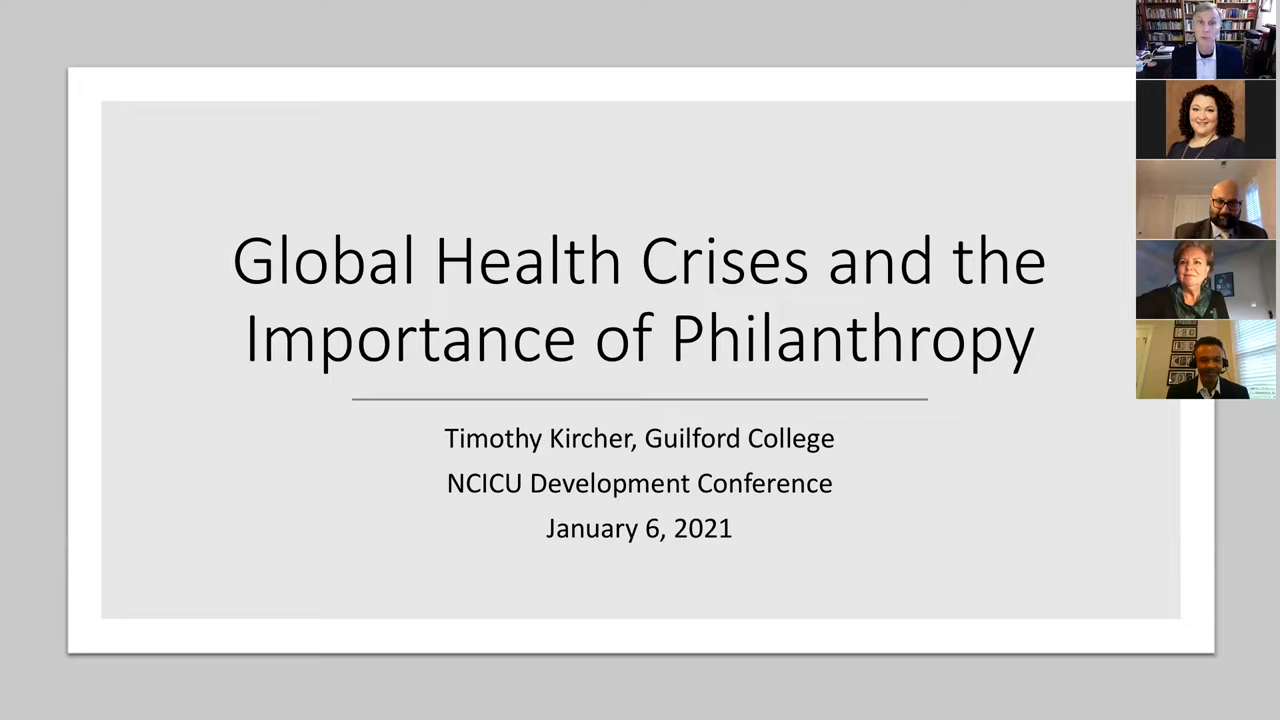 Global Health Crises and the
Importance of Philanthropy
Timothy Kircher, Guilford College
NCICU Development Conference
January 6, 2021